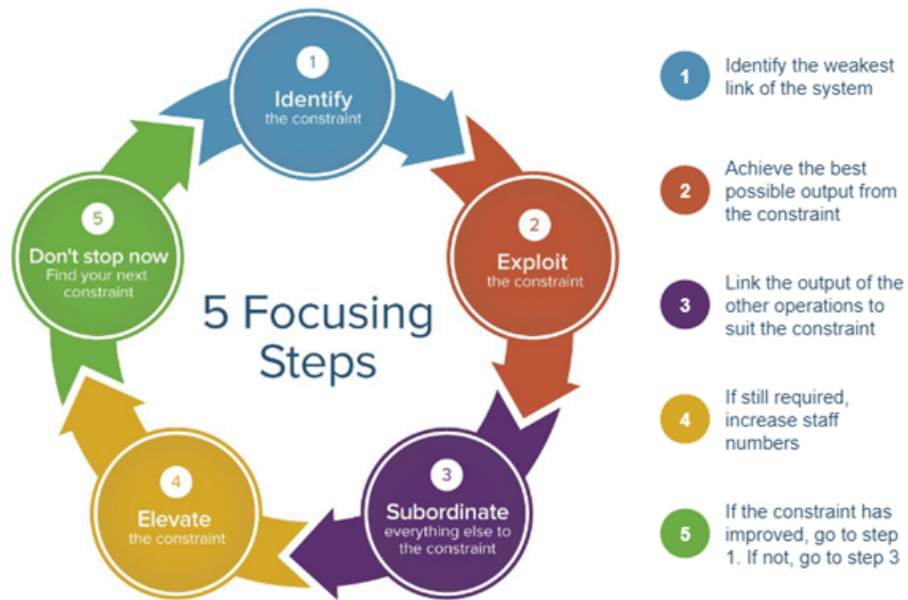 1
Identify
the constraint
2
Exploit
the constraint
3
Subordinate
everything else to
the constraint
4
Elevate
the constraint
5
Don't stop now
Find your next
constraint
5 Focusing
Steps
1
Identify the weakest
link of the system
2
Achieve the best
possible output from
the constraint
3
Link the output of the
other operations to
suit the constraint
4
If still required,
increase staff
numbers
5
If the constraint has
improved, go to step
1. If not, go to step 3